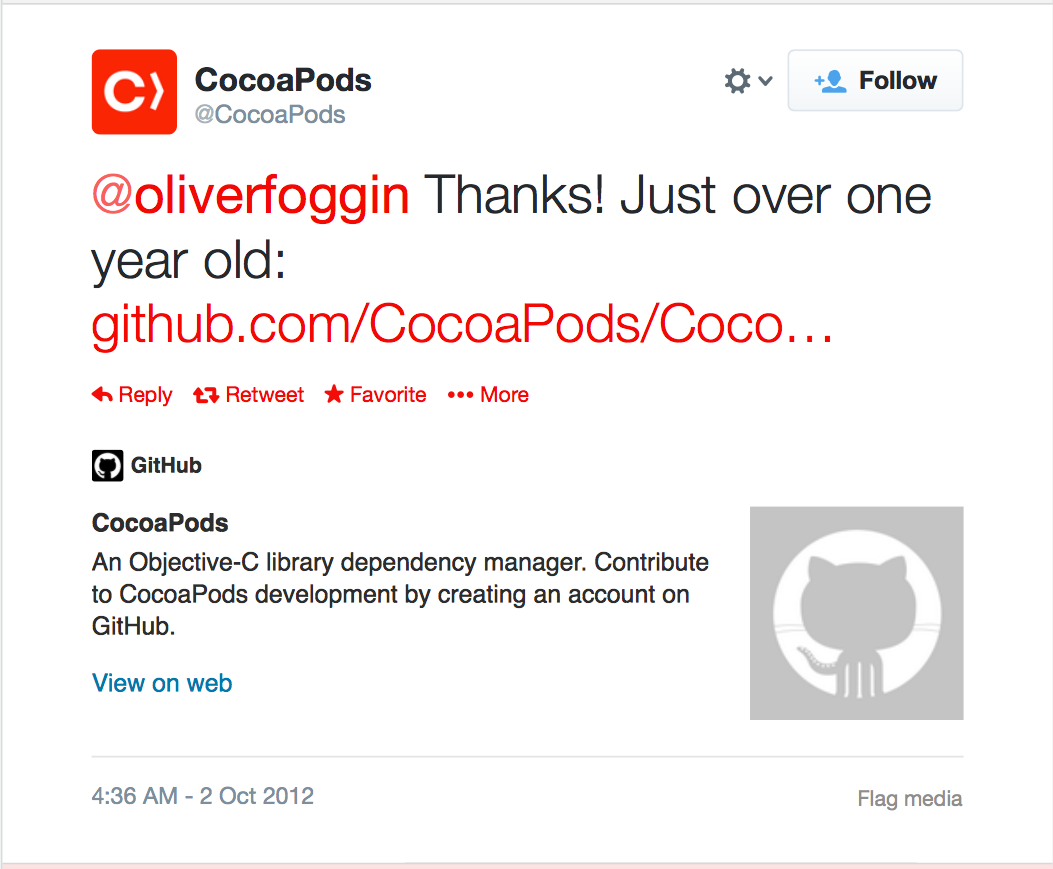 CocoaPods
@CocoaPods
Follow
@oliverfoggin Thanks! Just over one
year old:
github.com/CocoaPods/Coco…
Reply Retweet Favorite More
GitHub
CocoaPods
An Objective-C library dependency manager. Contribute
to CocoaPods development by creating an account on
GitHub.
View on web
4:36 AM - 2 Oct 2012
Flag media